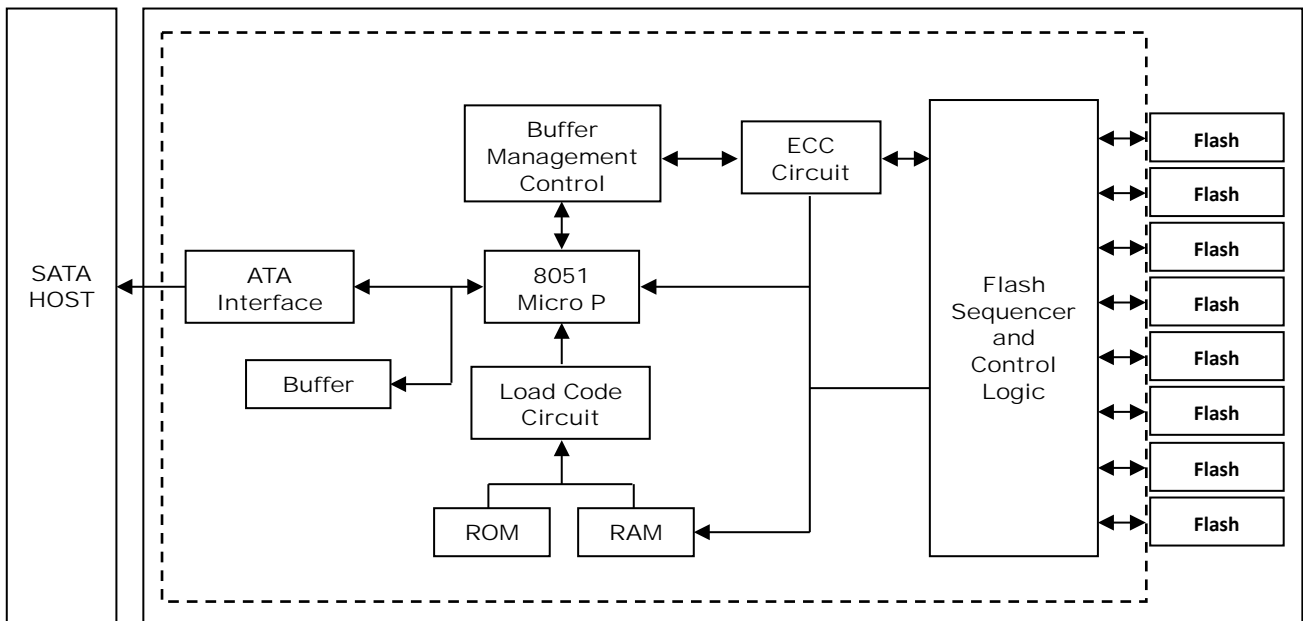 SATA
HOST
ATA
Interface
Buffer
Buffer
Management
Control
8051
Micro P
Load Code
Circuit
ROM
RAM
ECC
Circuit
Flash
Sequencer
and
Control
Logic
Flash
Flash
Flash
Flash
Flash
Flash
Flash
Flash